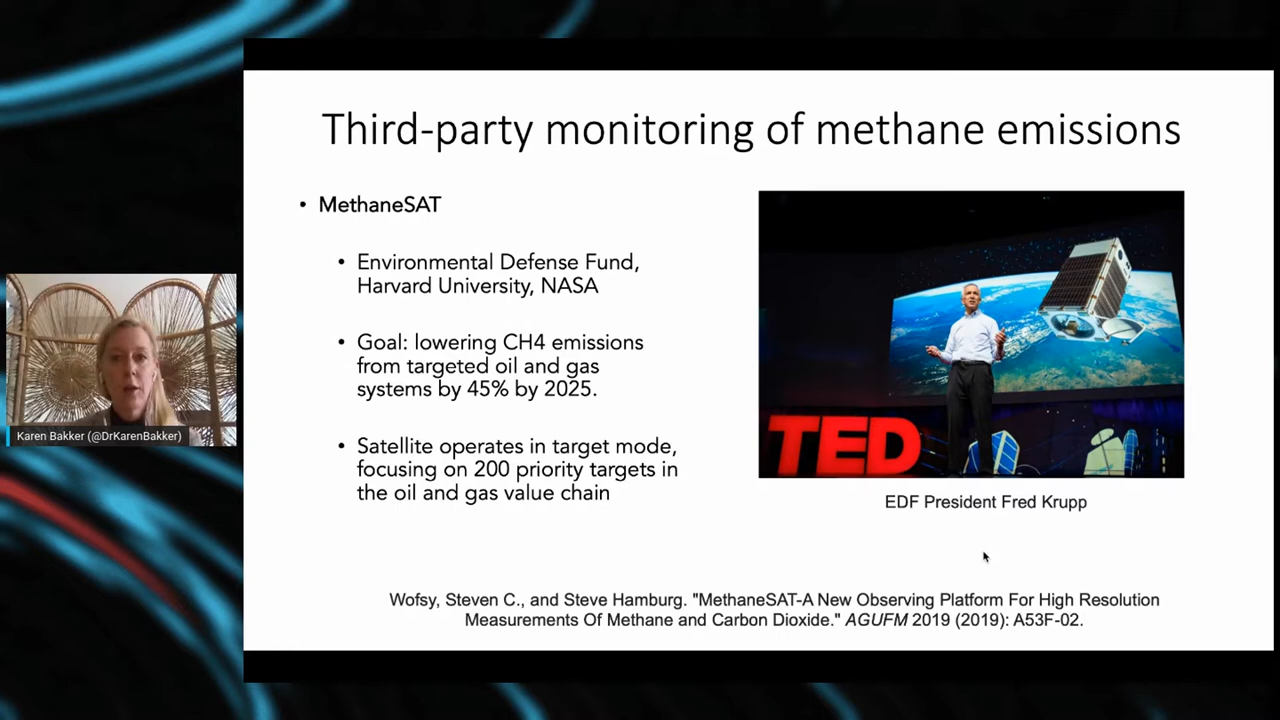 Third-party monitoring of methane emissions
• MethaneSAT
• Environmental Defense Fund,
Harvard University, NASA
• Goal: lowering CH4 emissions
from targeted oil and gas
systems by 45% by 2025.
• Satellite operates in target mode,
focusing on 200 priority targets in
the oil and gas value chain
TED
EDF President Fred Krupp
Karen Bakker (@DrKarenBakker)
Wofsy, Steven C., and Steve Hamburg. "MethaneSAT-A New Observing Platform For High Resolution
Measurements Of Methane and Carbon Dioxide." AGUFM 2019 (2019): A53F-02.